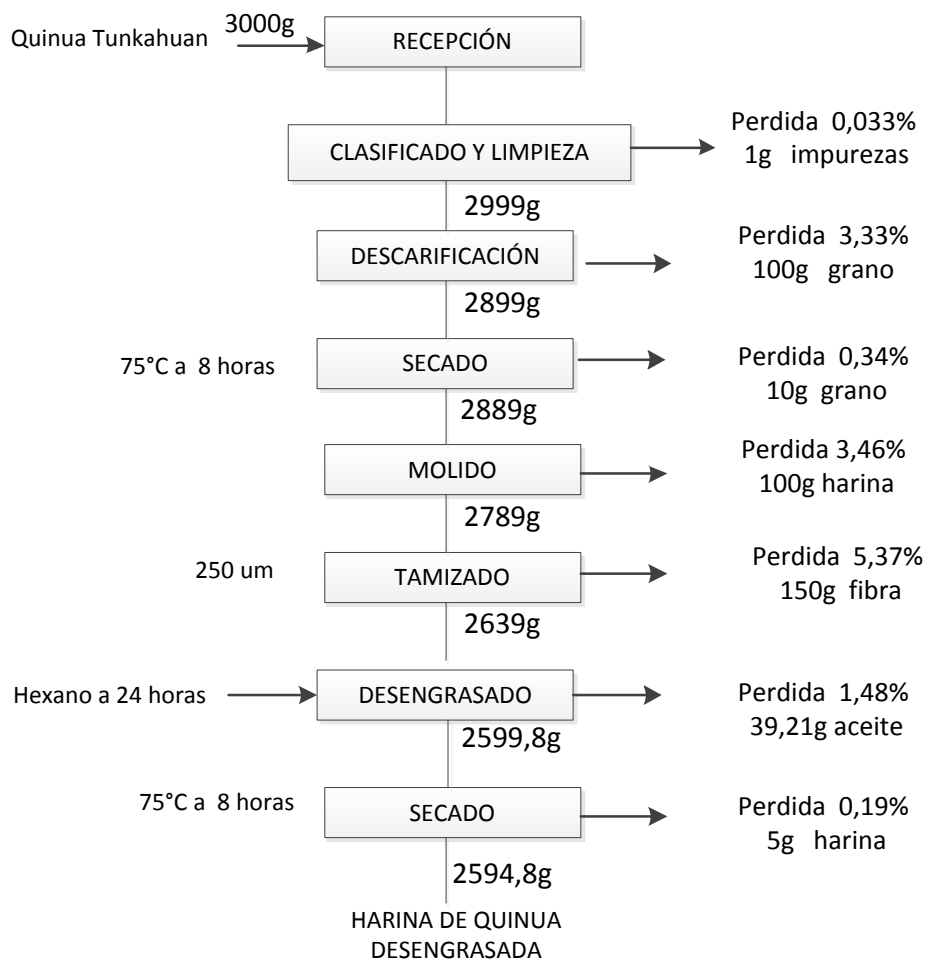 Quinua Tunkahuan
3000g
RECEPCIÓN
CLASIFICADO Y LIMPIEZA
Perdida 0,033%
1g impurezas
2999g
DESCARIFICACIÓN
Perdida 3,33%
100g grano
2899g
75°C a 8 horas
SECADO
Perdida 0,34%
10g grano
2889g
MOLIDO
Perdida 3,46%
100g harina
2789g
250 um
TAMIZADO
Perdida 5,37%
150g fibra
2639g
Hexano a 24 horas
DESENGRASADO
Perdida 1,48%
39,21g aceite
2599,8g
75°C a 8 horas
SECADO
Perdida 0,19%
5g harina
2594,8g
HARINA DE QUINUA
DESENGRASADA